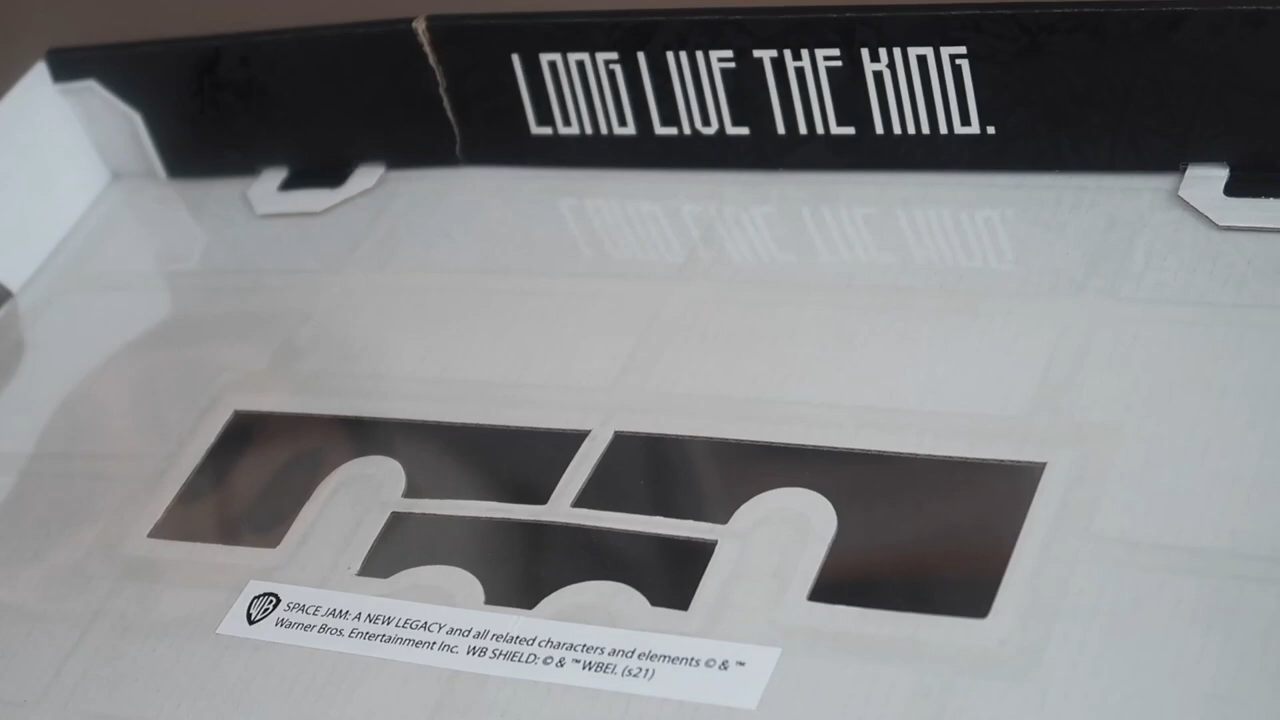 LONG LIVE THE KING.
WB SPACE JAM: A NEW LEGACY and all related characters and elements © & ™
Warner Bros. Entertainment Inc. WB SHIELD: © & ™ WBEI. (s21)